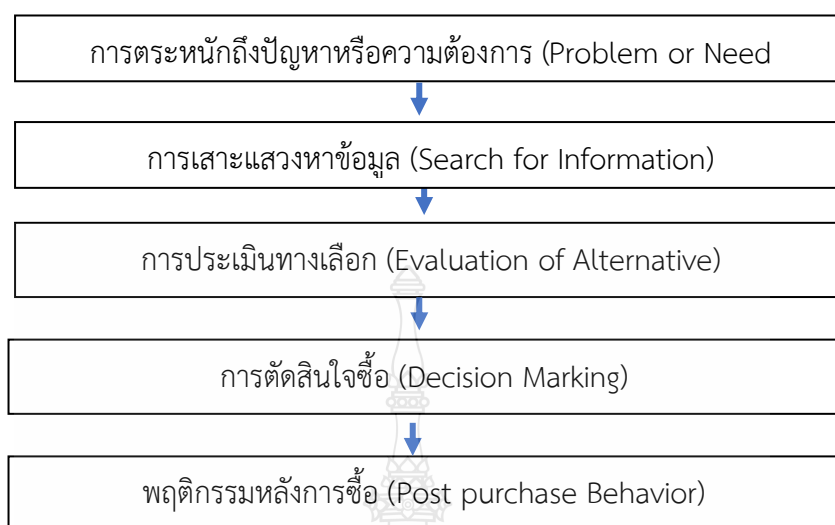 การตระหนักถึงปัญหาหรือความต้องการ (Problem or Need
การเสาะแสวงหาข้อมูล (Search for Information)
การประเมินทางเลือก (Evaluation of Alternative)
การตัดสินใจซื้อ (Decision Marking)
พฤติกรรมหลังการซื้อ (Post purchase Behavior)